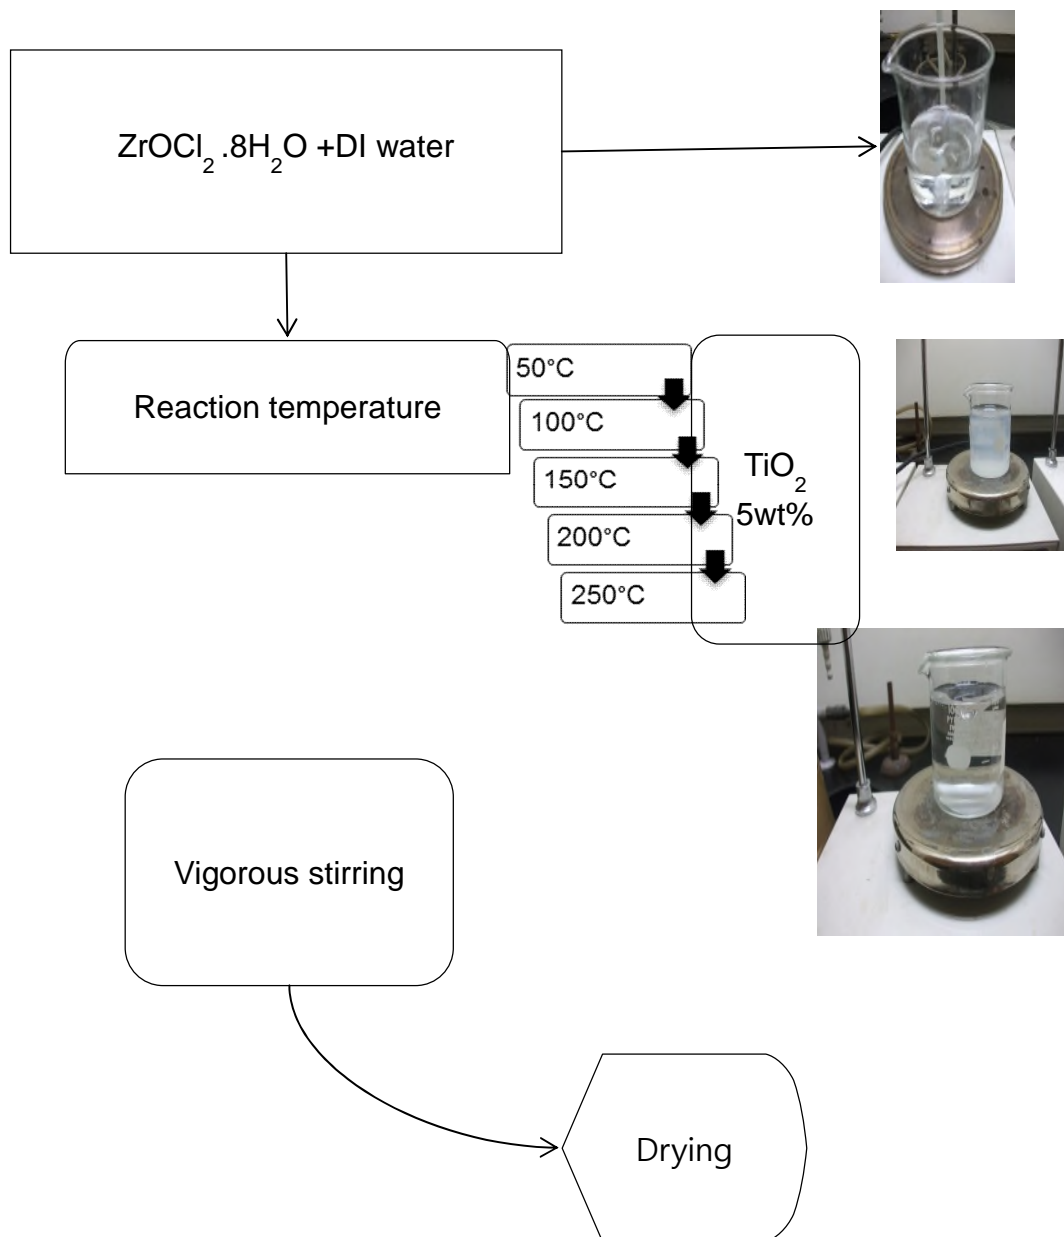 ZrOCl₂ .8H₂O +DI water
Reaction temperature
50°C
100°C
150°C
200°C
250°C
TiO₂
5wt%
Vigorous stirring
Drying